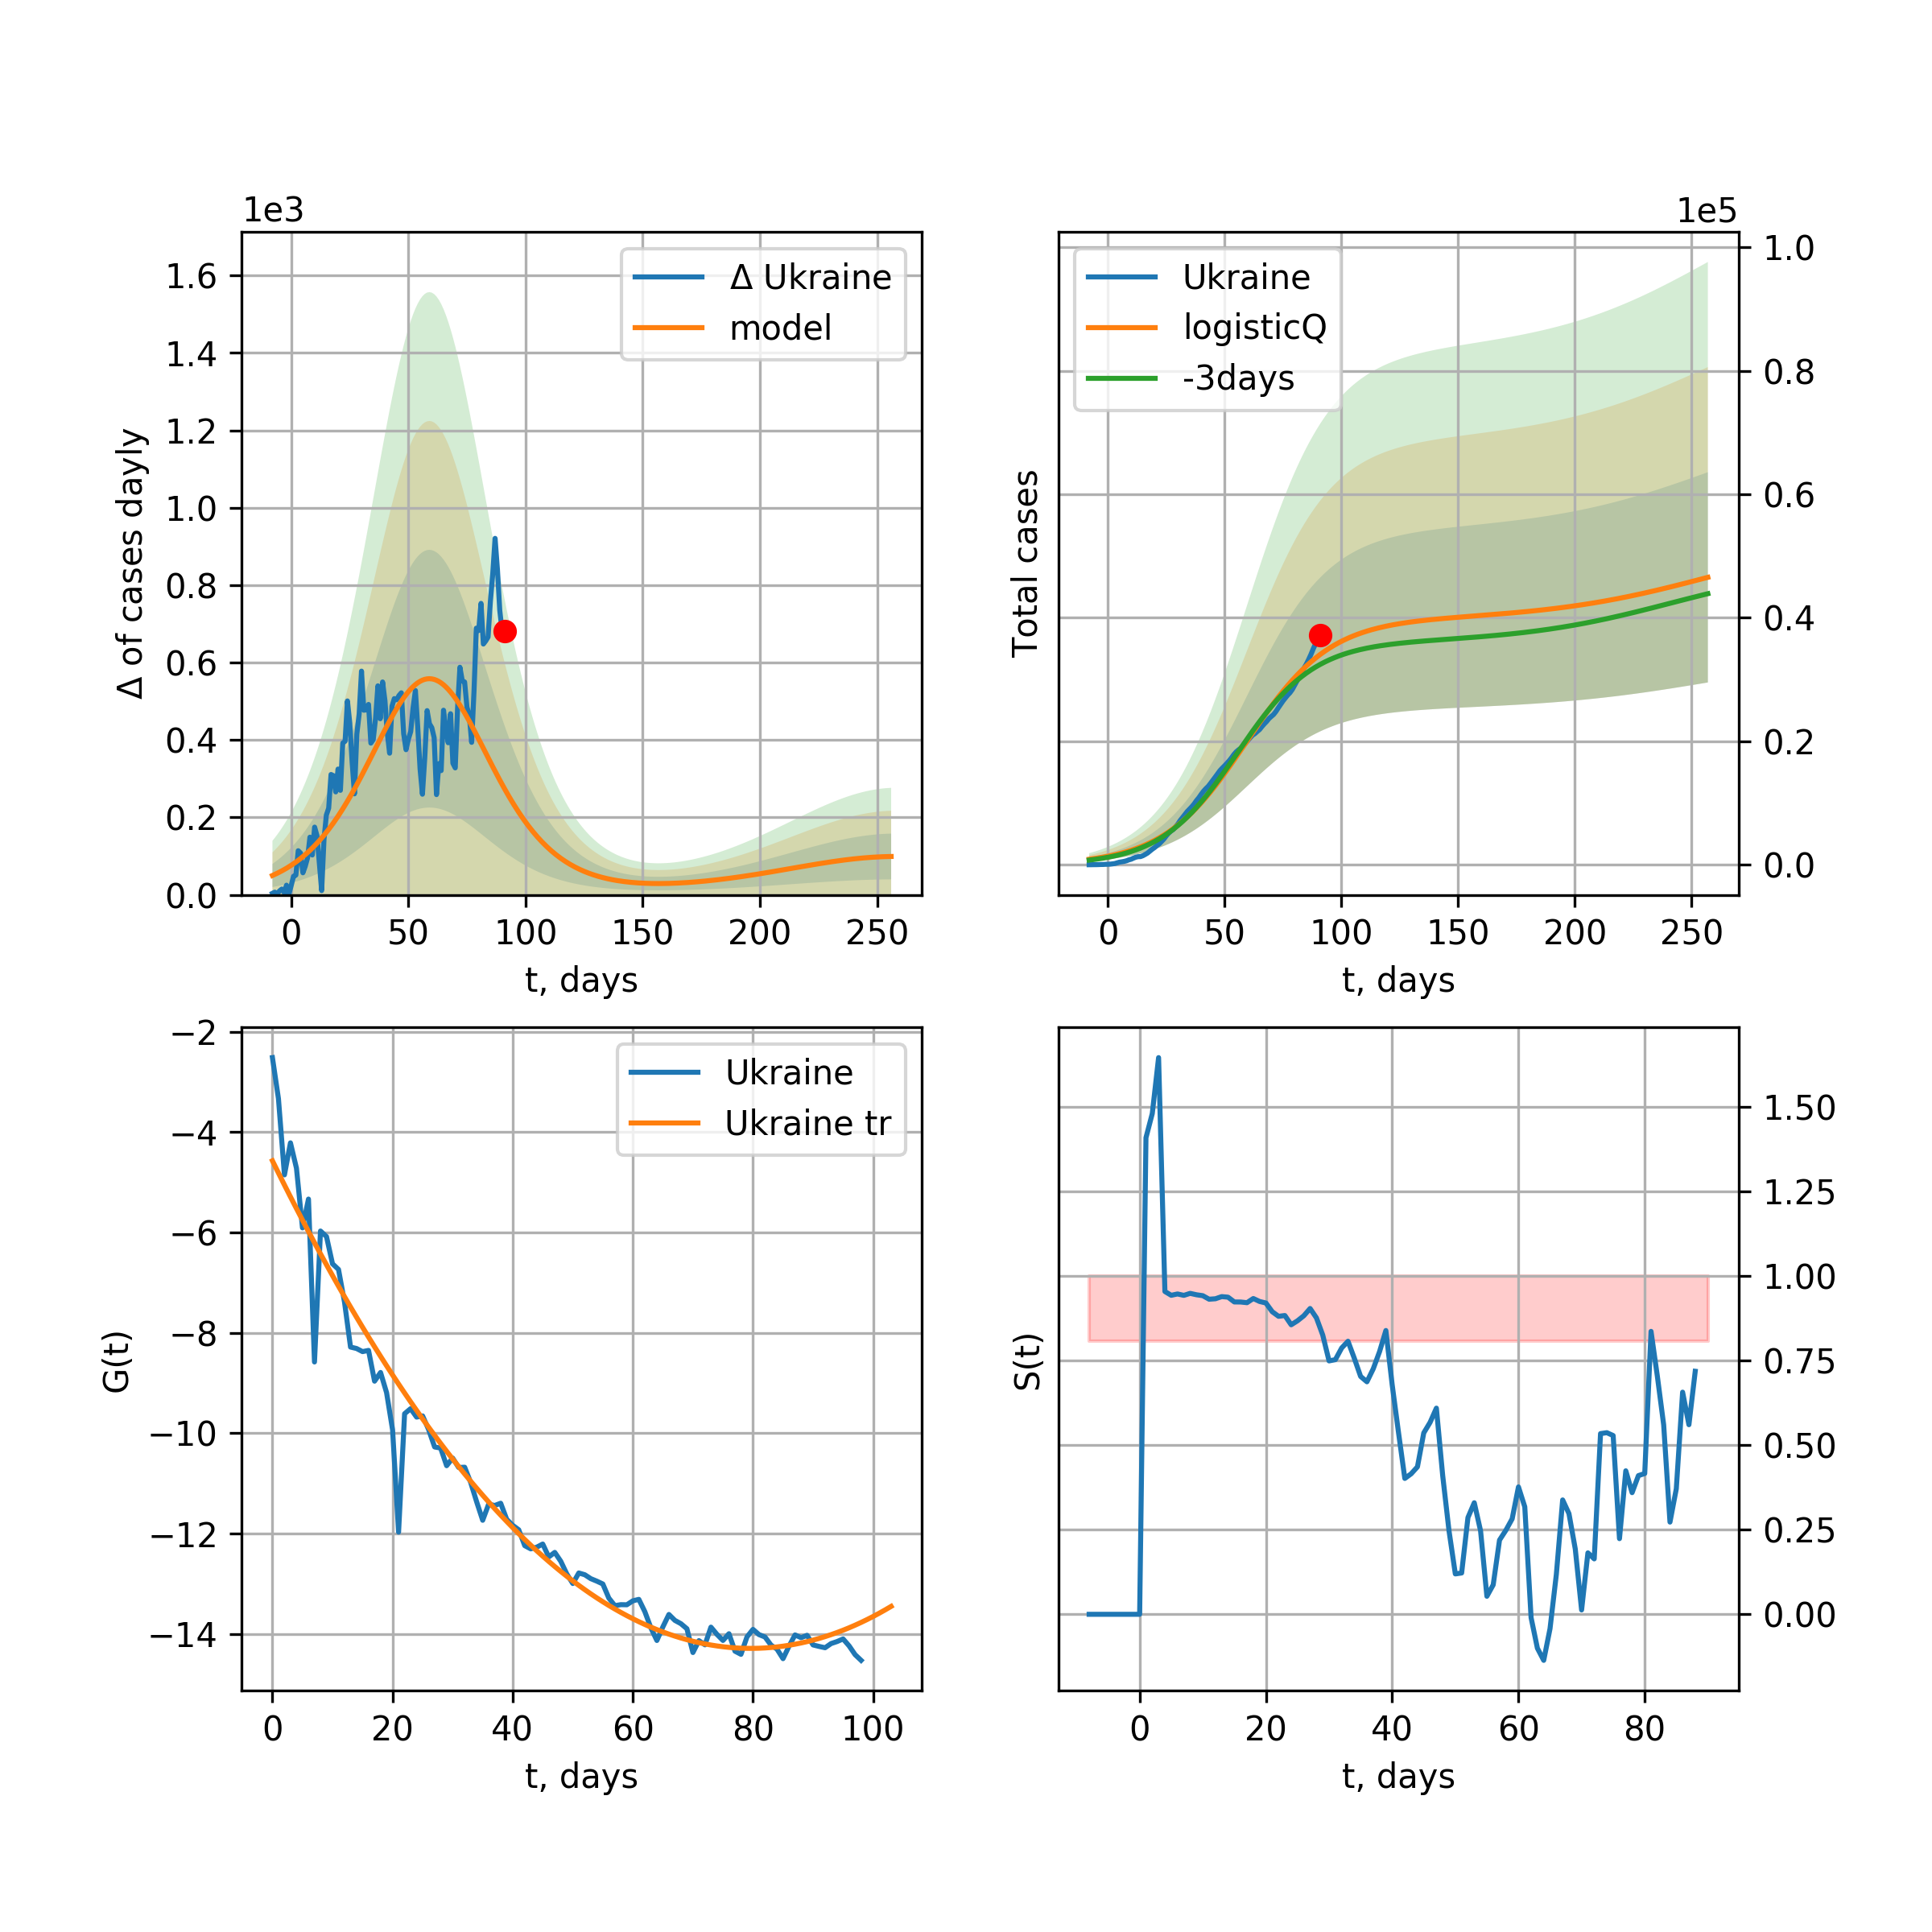 1e3
Δ of cases dayly
1.6
1.4
1.2
1.0
0.8
0.6
0.4
0.2
0.0
Δ Ukraine
model
0 50 100 150 200 250
t, days
1e5
Total cases
Ukraine
logisticQ
-3days
1.0
0.8
0.6
0.4
0.2
0.0
0 50 100 150 200 250
t, days
G(t)
−2
−4
−6
−8
−10
−12
−14
Ukraine
Ukraine tr
0 20 40 60 80 100
t, days
S(t)
1.50
1.25
1.00
0.75
0.50
0.25
0.00
0 20 40 60 80
t, days